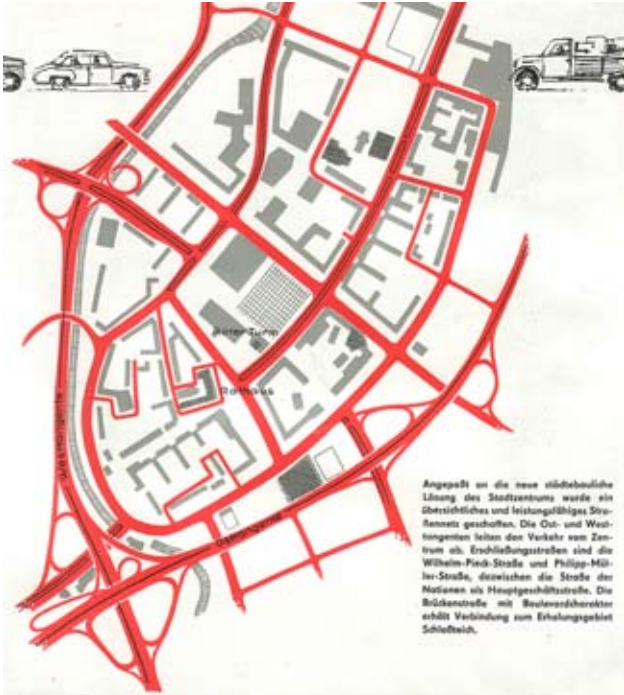 Roter Turm
Rathaus
Westtangente
Osttangente
Angepaßt an die neue städtebauliche
Lösung des Stadtzentrums wurde ein
übersichtliches und leistungsfähiges Stra-
ßennetz geschaffen. Die Ost- und West-
tangenten leiten den Verkehr vom Zen-
trum ab. Erschließungsstraßen sind die
Wilhelm-Pieck-Straße und Philipp-Mül-
ler-Straße, dazwischen die Straße der
Nationen als Hauptgeschäftsstraße. Die
Brückenstraße mit Boulevardcharakter
erhält Verbindung zum Erholungsgebiet
Schloßteich.